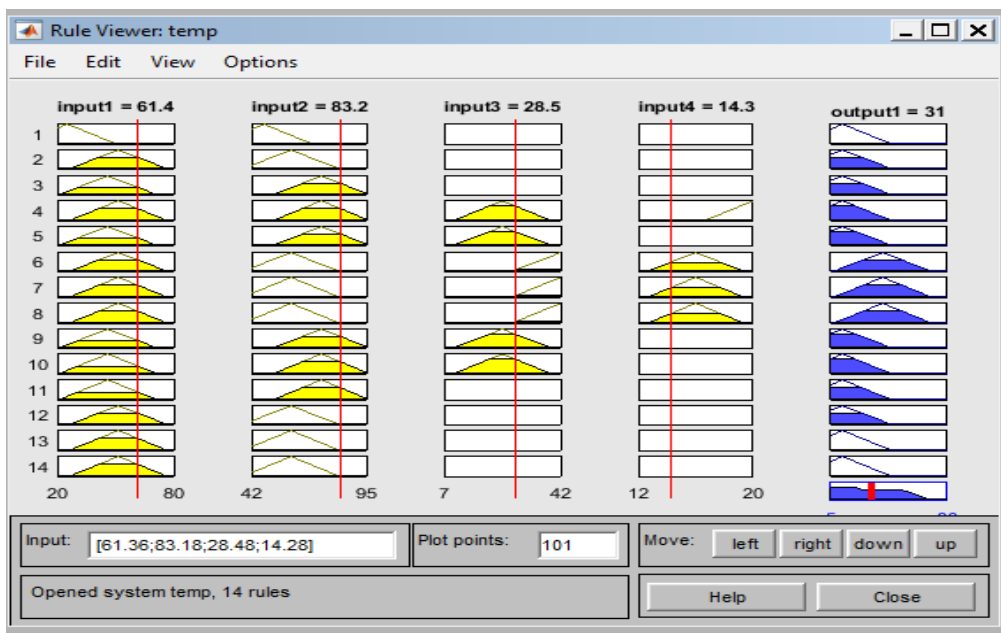 Rule Viewer: temp
File Edit View Options
input1 = 61.4 input2 = 83.2 input3 = 28.5 input4 = 14.3 output1 = 31
1
2
3
4
5
6
7
8
9
10
11
12
13
14
20 80 42 95 7 42 12 20
Input: [61.36;83.18;28.48;14.28] Plot points: 101 Move: left right down up
Opened system temp, 14 rules Help Close